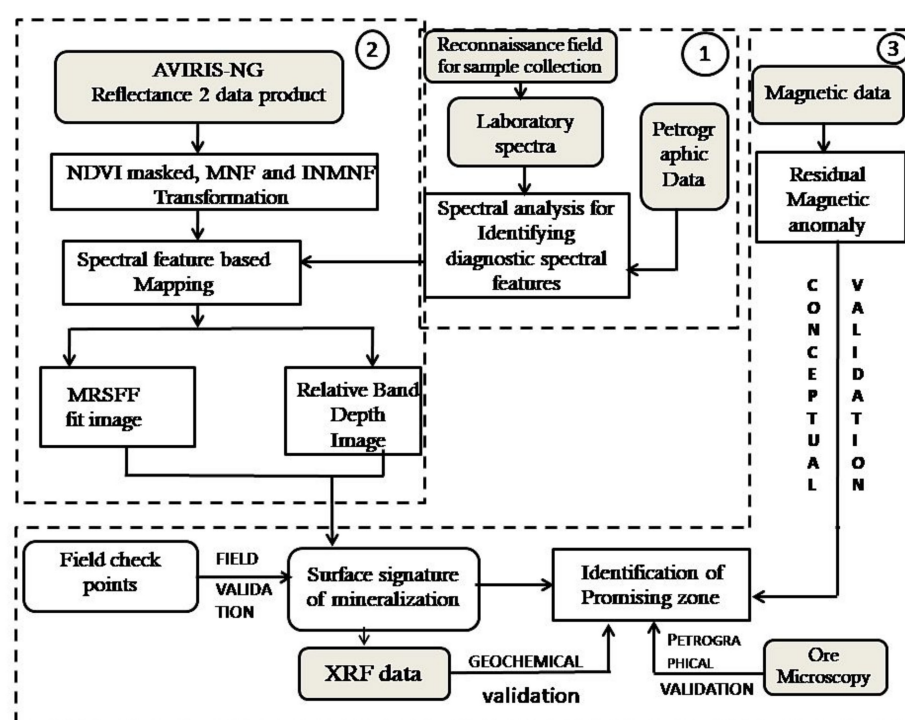 2
AVIRIS-NG
Reflectance 2 data product
NDVI masked, MNF and INMNF
Transformation
Spectral feature based
Mapping
MRSFF
fit image
Relative Band
Depth
Image
1
Reconnaissance field
for sample collection
Laboratory
spectra
Petrogr
aphic
Data
Spectral analysis for
Identifying
diagnostic spectral
features
3
Magnetic data
Residual
Magnetic
anomaly
CONCEPTUAL
VALIDATION
Field check
points
FIELD
VALIDA
TION
Surface signature
of mineralization
Identification of
Promising zone
XRF data
GEOCHEMICAL
validation
PETROGRA
PHICAL
VALIDATION
Ore
Microscopy